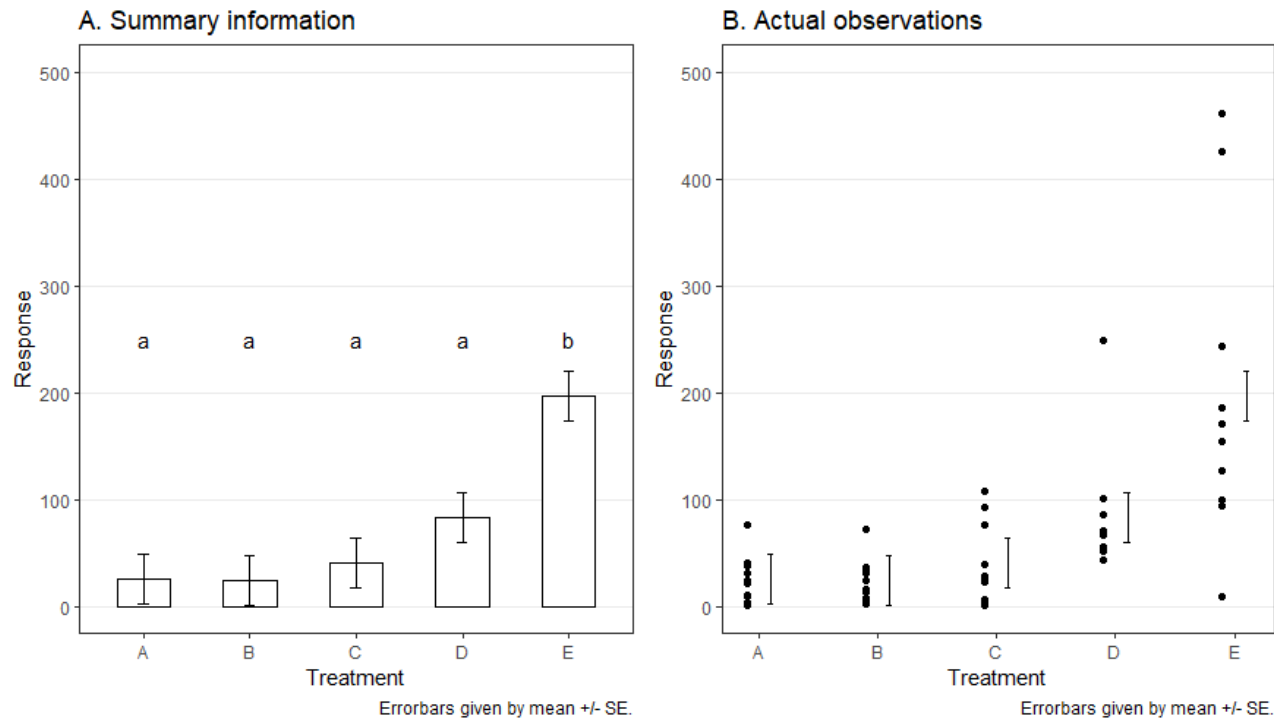 A. Summary information
500
400
300
200
100
0
Response
a a a a b
A B C D E
Treatment
Errorbars given by mean +/- SE.
B. Actual observations
500
400
300
200
100
0
Response
A B C D E
Treatment
Errorbars given by mean +/- SE.